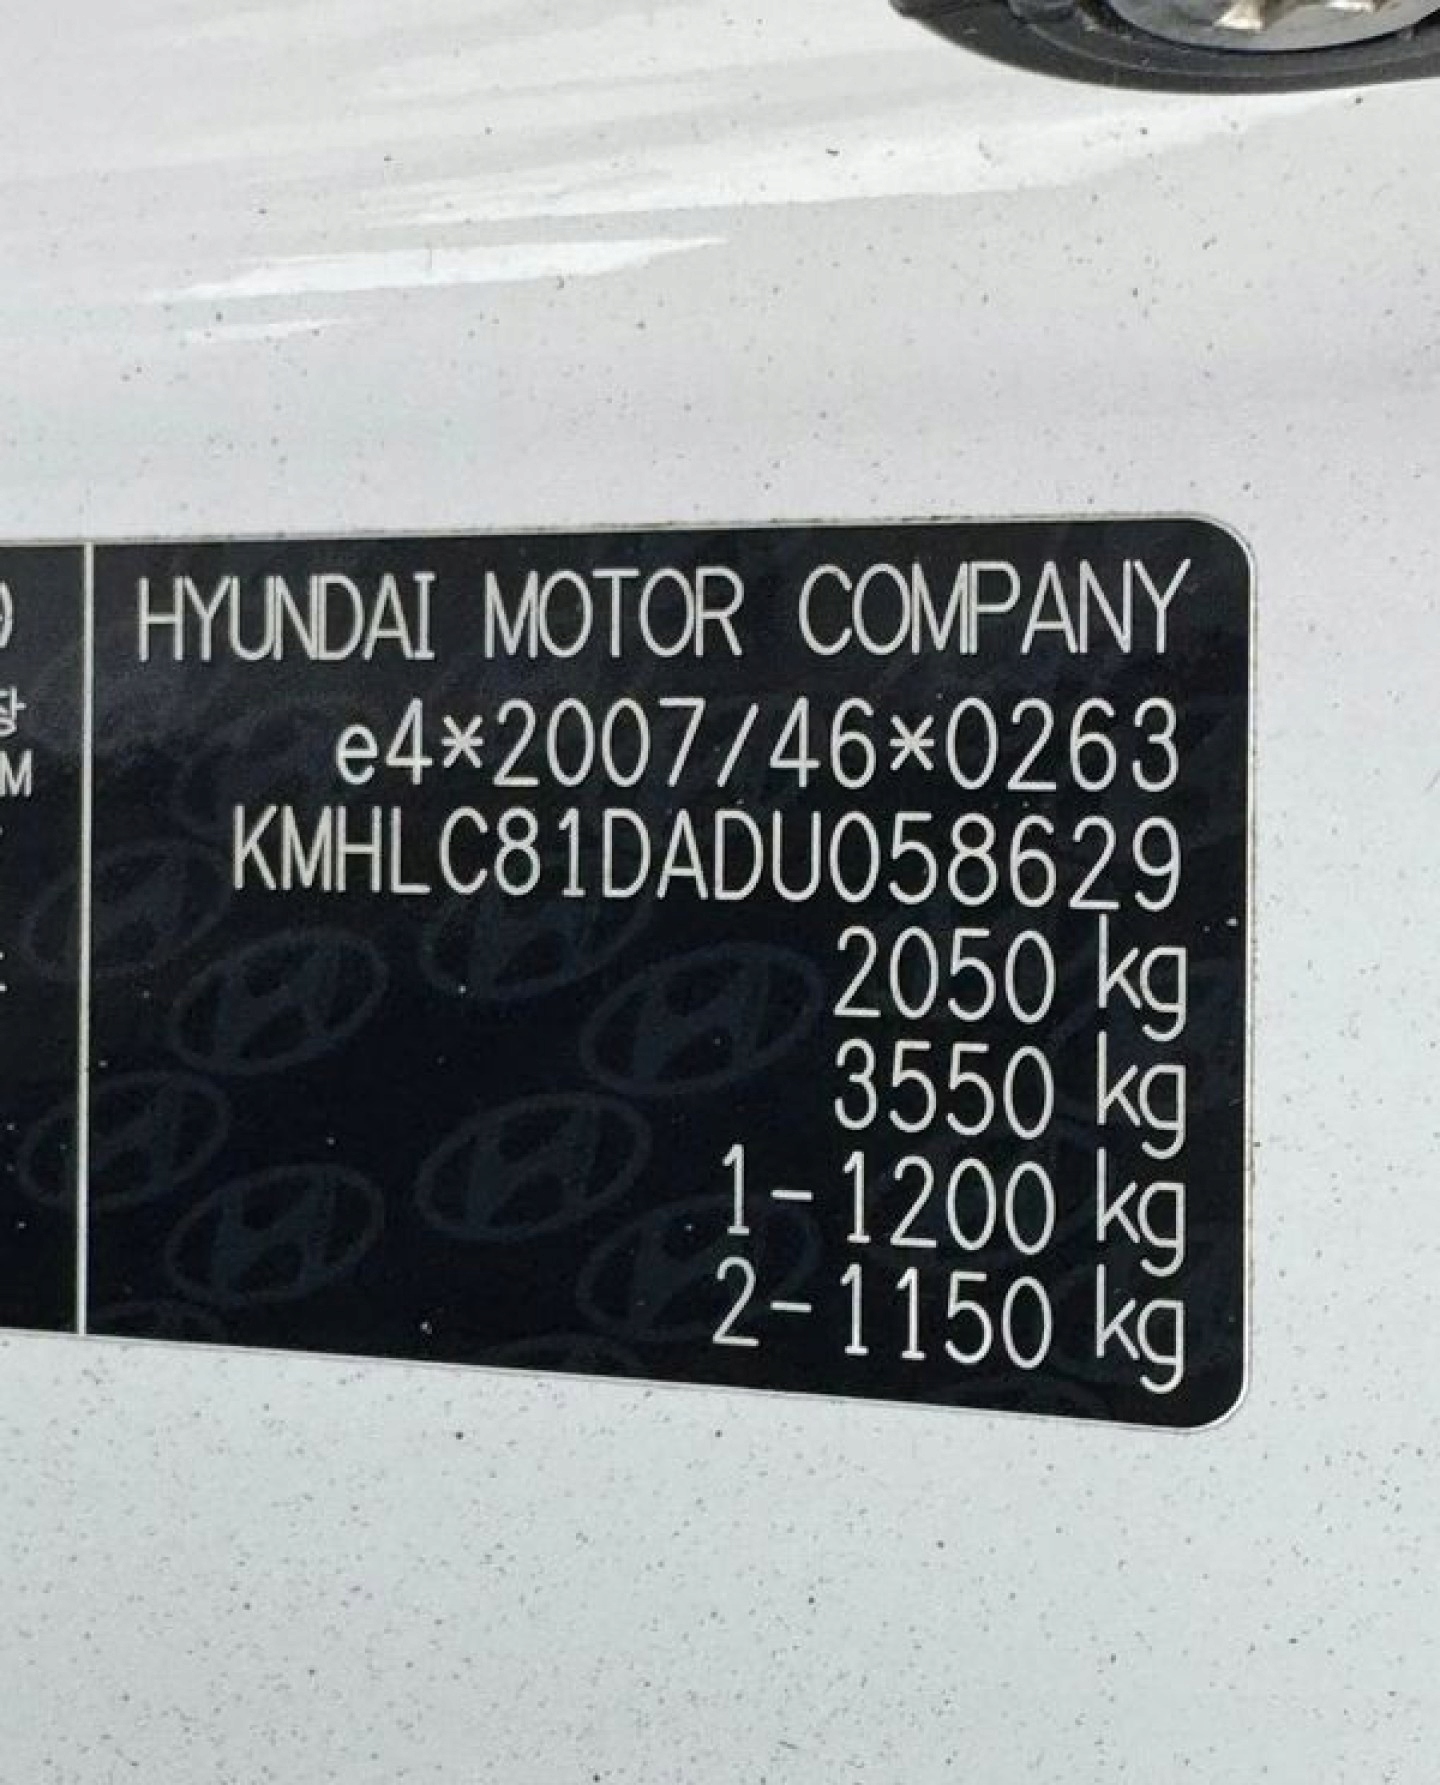 HYUNDAI MOTOR COMPANY
e4*2007/46*0263
KMHLC81DADU058629
2050 kg
3550 kg
1-1200 kg
2-1150 kg